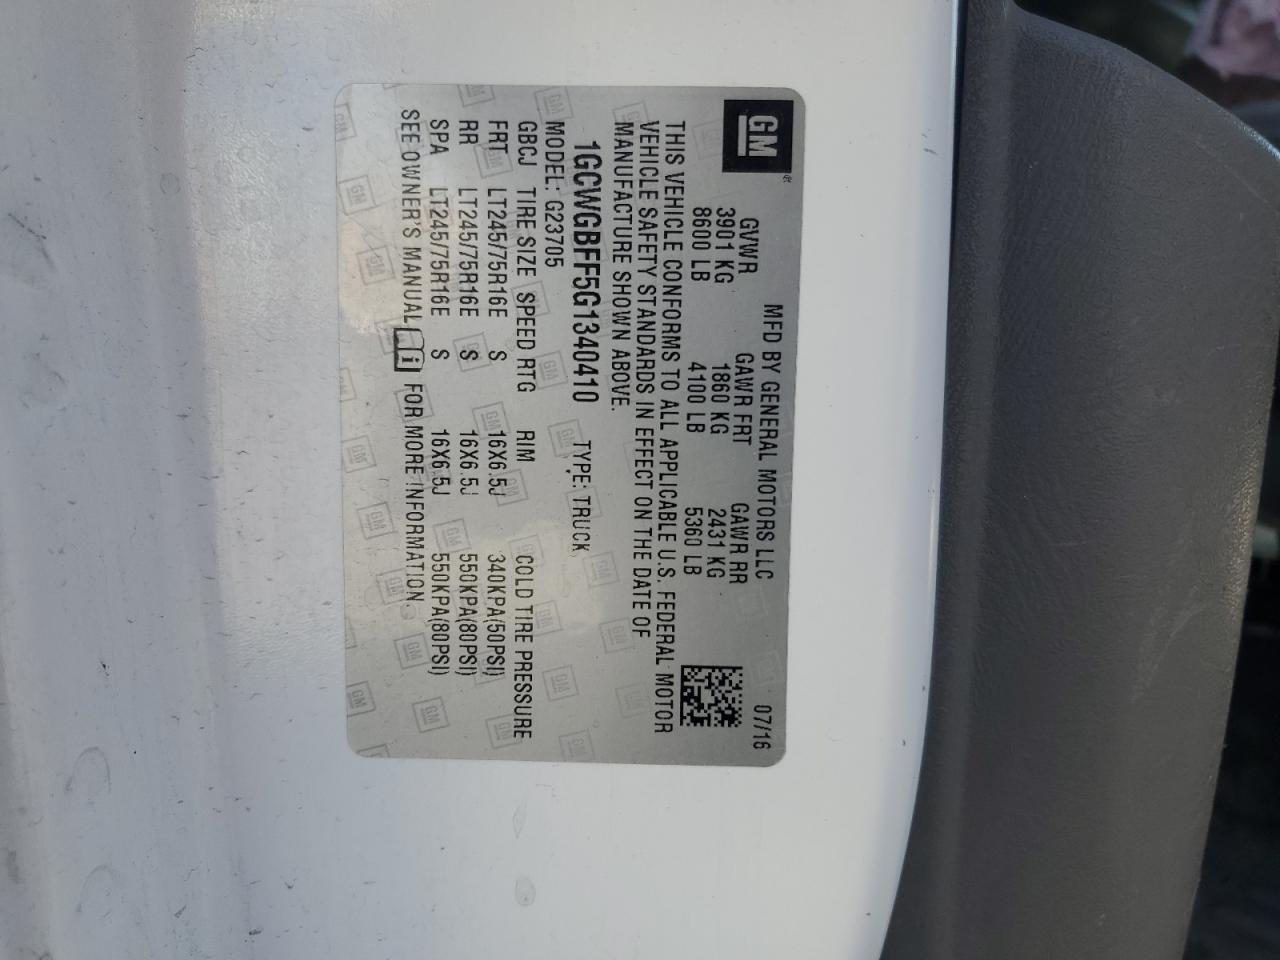 GM
MFD BY GENERAL MOTORS LLC 07/16
GVWR GAWR FRT GAWR RR
3901 KG 1860 KG 2431 KG
8600 LB 4100 LB 5360 LB
THIS VEHICLE CONFORMS TO ALL APPLICABLE U.S. FEDERAL MOTOR
VEHICLE SAFETY STANDARDS IN EFFECT ON THE DATE OF
MANUFACTURE SHOWN ABOVE.
1GCWGBFF5G1340410 TYPE: TRUCK
MODEL: G23705
GBCJ TIRE SIZE SPEED RTG RIM COLD TIRE PRESSURE
FRT LT245/75R16E S 16X6.5J 340KPA(50PSI)
RR LT245/75R16E S 16X6.5J 550KPA(80PSI)
SPA LT245/75R16E S 16X6.5J 550KPA(80PSI)
SEE OWNER'S MANUAL i FOR MORE INFORMATION